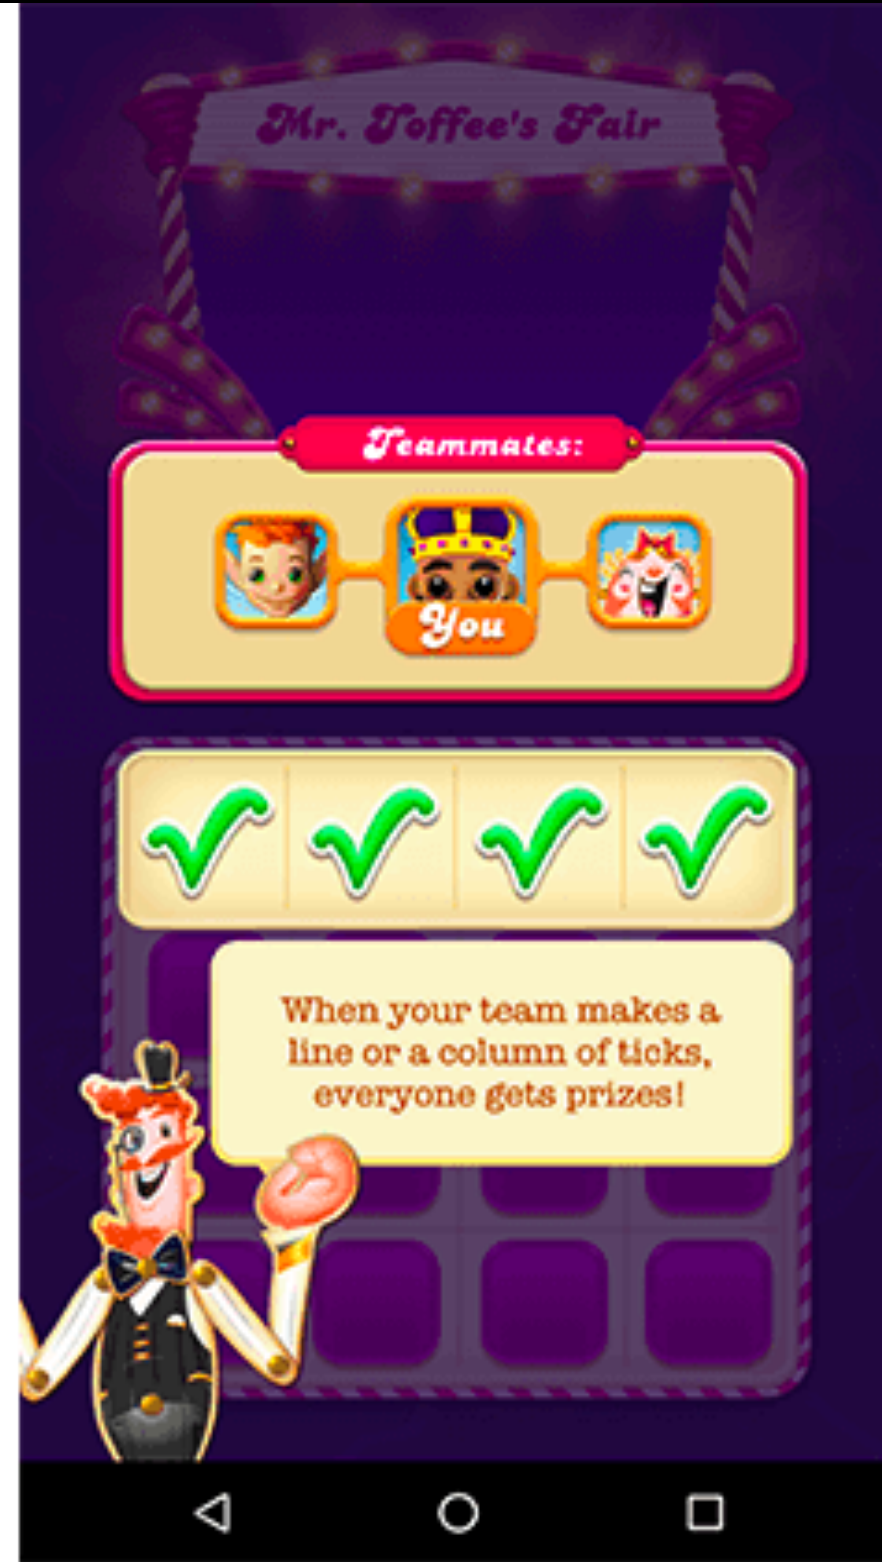 Mr. Toffee's Fair
Teammates:
You
When your team makes a
line or a column of ticks,
everyone gets prizes!